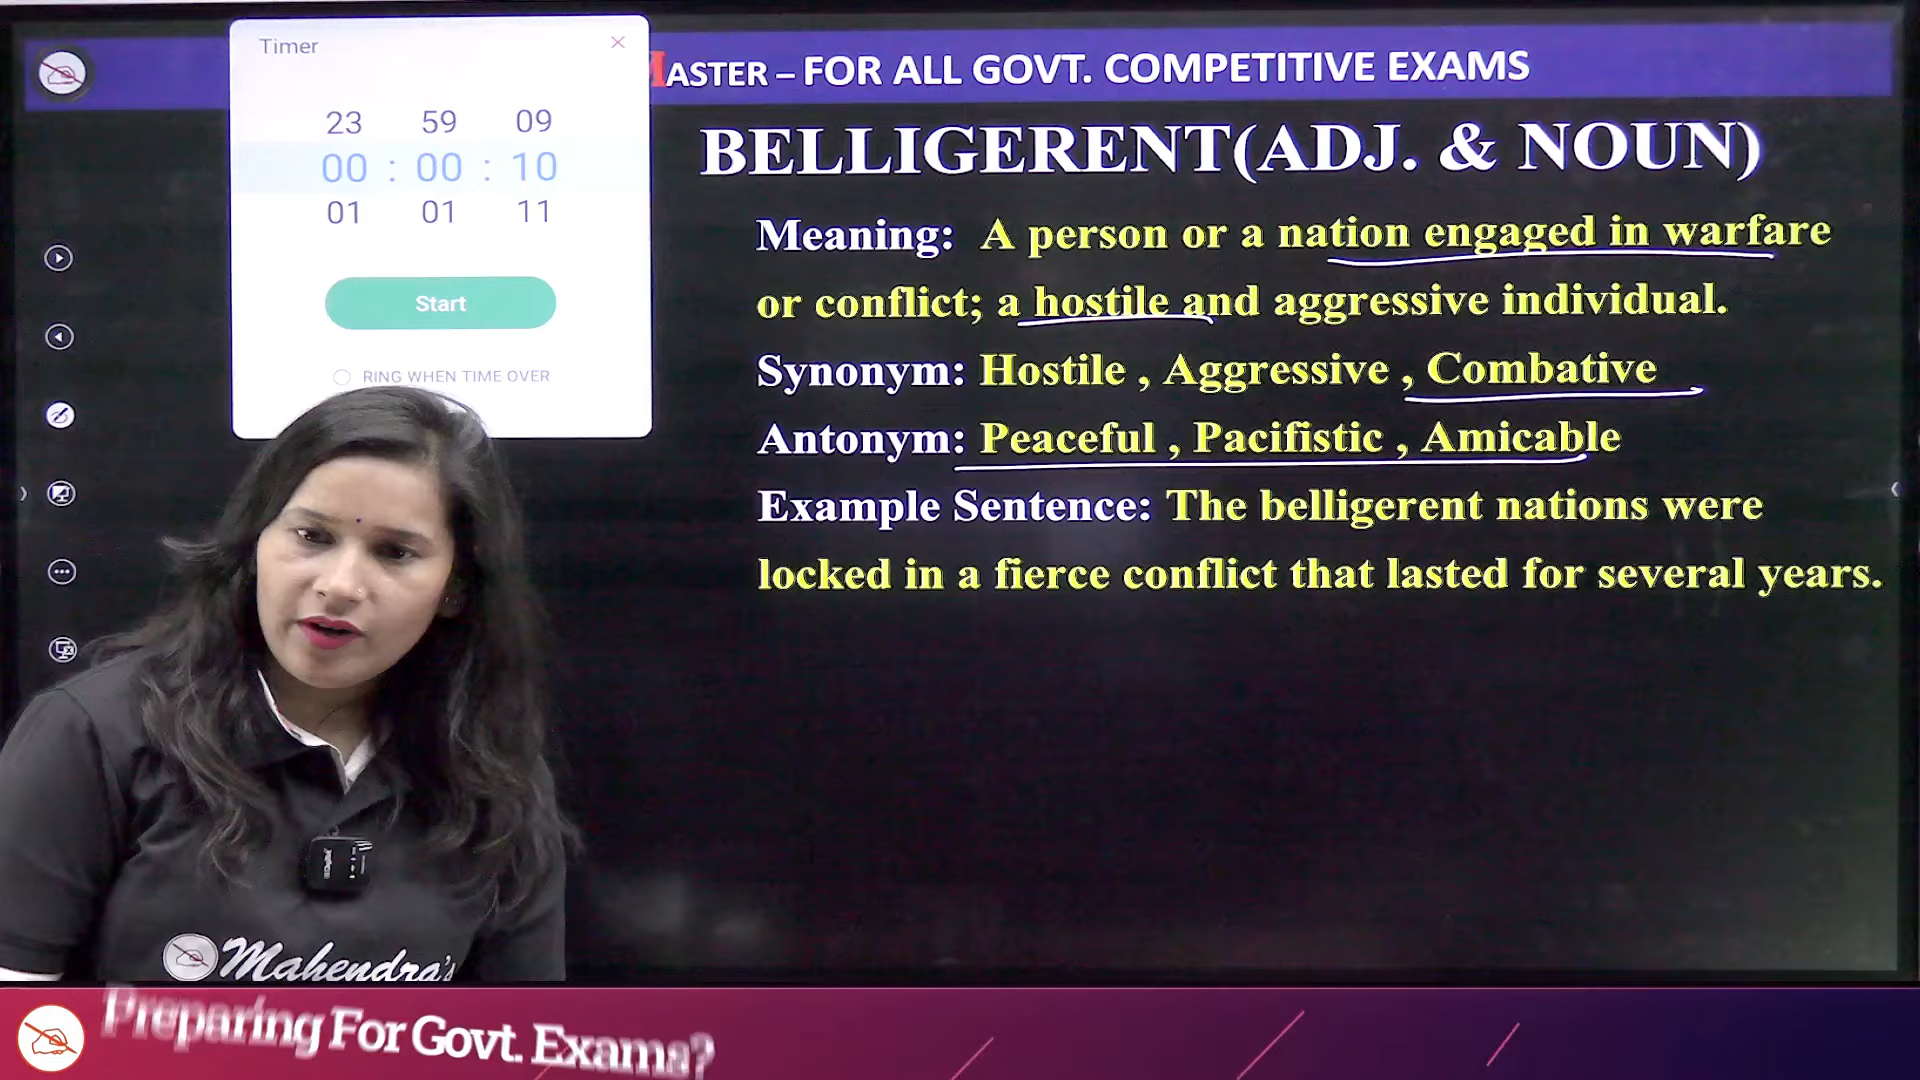 Timer
23 59 09
00 : 00 : 10
01 01 11
Start
RING WHEN TIME OVER
MASTER – FOR ALL GOVT. COMPETITIVE EXAMS
BELLIGERENT(ADJ. & NOUN)
Meaning: A person or a nation engaged in warfare
or conflict; a hostile and aggressive individual.
Synonym: Hostile , Aggressive , Combative
Antonym: Peaceful , Pacifistic , Amicable
Example Sentence: The belligerent nations were
locked in a fierce conflict that lasted for several years.
Mahendra's
Preparing For Govt. Exams?